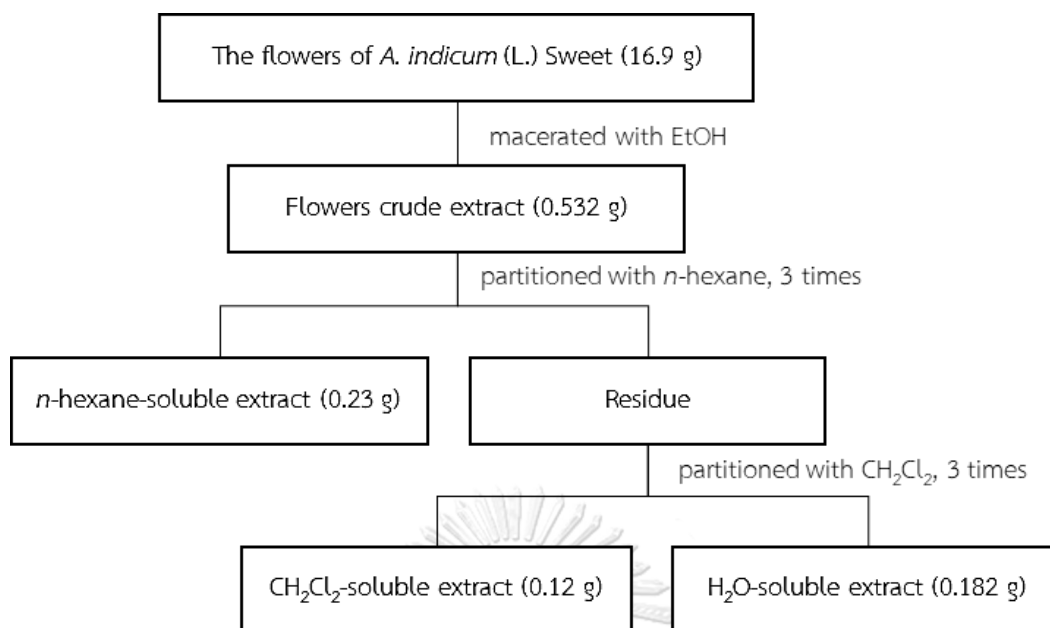 The flowers of A. indicum (L.) Sweet (16.9 g)
macerated with EtOH
Flowers crude extract (0.532 g)
partitioned with n-hexane, 3 times
n-hexane-soluble extract (0.23 g)
Residue
partitioned with CH₂Cl₂, 3 times
CH₂Cl₂-soluble extract (0.12 g)
H₂O-soluble extract (0.182 g)